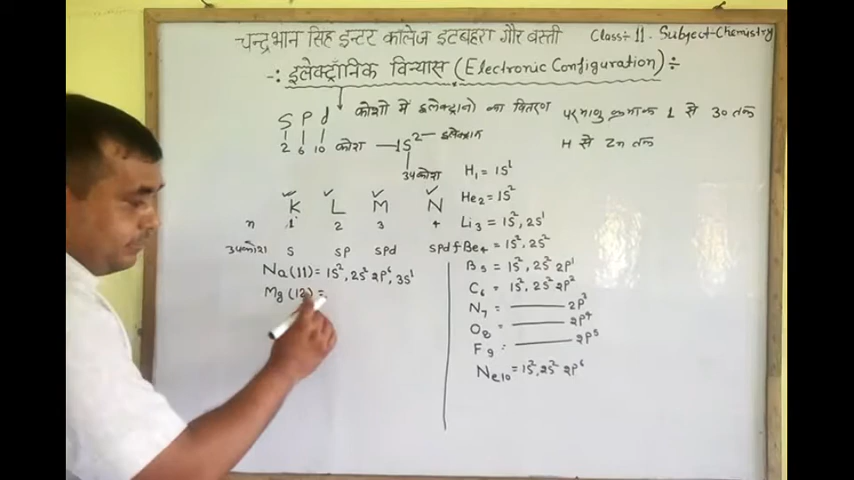 चन्द्रभान सिंह इन्टर कालेज इटबहरा गौर बस्ती Class÷11. Subject-Chemistry
-: इलेक्ट्रॉनिक विन्यास (Electronic Configuration)÷
कोशो में इलेक्ट्रानो का वितरण परमाणु क्रमांक 1 से 30 तक
S P d
2 6 10 कोश —1S² — इलेक्ट्रान H से Zn तक
उपकोश H₁ = 1S¹
K L M N He₂ = 1S²
n 1 2 3 4 Li₃ = 1S², 2S¹
उपकोश S SP SPd SPdf Be₄ = 1S², 2S²
Na(11) = 1S², 2S² 2P⁶, 3S¹
Mg(12) =
B₅ = 1S², 2S² 2P¹
C₆ = 1S², 2S² 2P²
N₇ = ——— 2P³
O₈ = ——— 2P⁴
F₉ : ——— 2P⁵
Ne₁₀ = 1S², 2S² 2P⁶